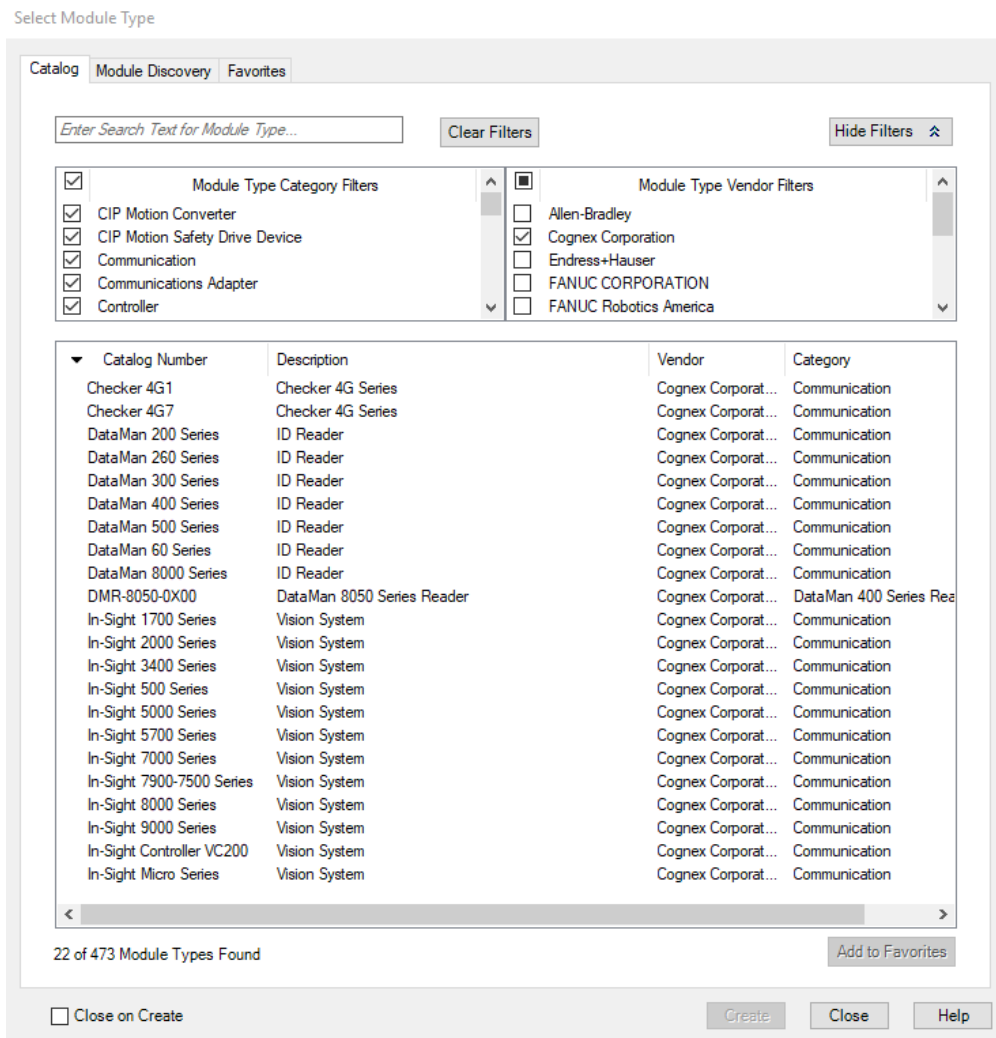 Select Module Type
Catalog Module Discovery Favorites
Enter Search Text for Module Type... Clear Filters Hide Filters
Module Type Category Filters Module Type Vendor Filters
CIP Motion Converter Allen-Bradley
CIP Motion Safety Drive Device Cognex Corporation
Communication Endress+Hauser
Communications Adapter FANUC CORPORATION
Controller FANUC Robotics America
Catalog Number Description Vendor Category
Checker 4G1 Checker 4G Series Cognex Corporat... Communication
Checker 4G7 Checker 4G Series Cognex Corporat... Communication
DataMan 200 Series ID Reader Cognex Corporat... Communication
DataMan 260 Series ID Reader Cognex Corporat... Communication
DataMan 300 Series ID Reader Cognex Corporat... Communication
DataMan 400 Series ID Reader Cognex Corporat... Communication
DataMan 500 Series ID Reader Cognex Corporat... Communication
DataMan 60 Series ID Reader Cognex Corporat... Communication
DataMan 8000 Series ID Reader Cognex Corporat... Communication
DMR-8050-0X00 DataMan 8050 Series Reader Cognex Corporat... DataMan 400 Series Rea
In-Sight 1700 Series Vision System Cognex Corporat... Communication
In-Sight 2000 Series Vision System Cognex Corporat... Communication
In-Sight 3400 Series Vision System Cognex Corporat... Communication
In-Sight 500 Series Vision System Cognex Corporat... Communication
In-Sight 5000 Series Vision System Cognex Corporat... Communication
In-Sight 5700 Series Vision System Cognex Corporat... Communication
In-Sight 7000 Series Vision System Cognex Corporat... Communication
In-Sight 7900-7500 Series Vision System Cognex Corporat... Communication
In-Sight 8000 Series Vision System Cognex Corporat... Communication
In-Sight 9000 Series Vision System Cognex Corporat... Communication
In-Sight Controller VC200 Vision System Cognex Corporat... Communication
In-Sight Micro Series Vision System Cognex Corporat... Communication
22 of 473 Module Types Found Add to Favorites
Close on Create Create Close Help